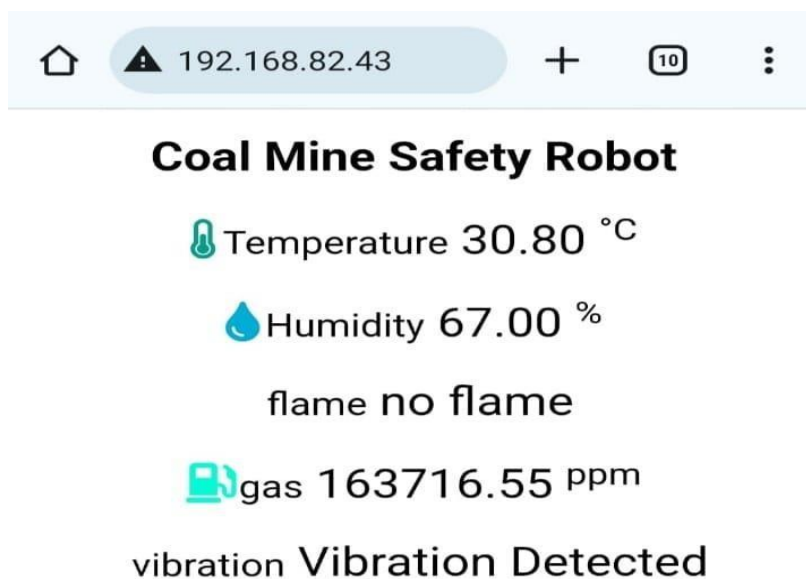 192.168.82.43
10
Coal Mine Safety Robot
Temperature 30.80 °C
Humidity 67.00 %
flame no flame
gas 163716.55 ppm
vibration Vibration Detected